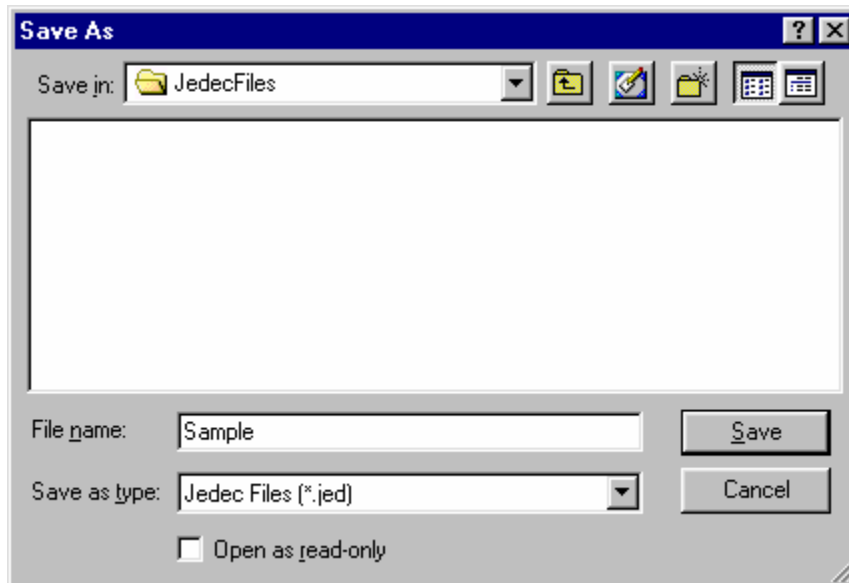 Save As
Save in: JedecFiles
File name: Sample Save
Save as type: Jedec Files (*.jed) Cancel
Open as read-only